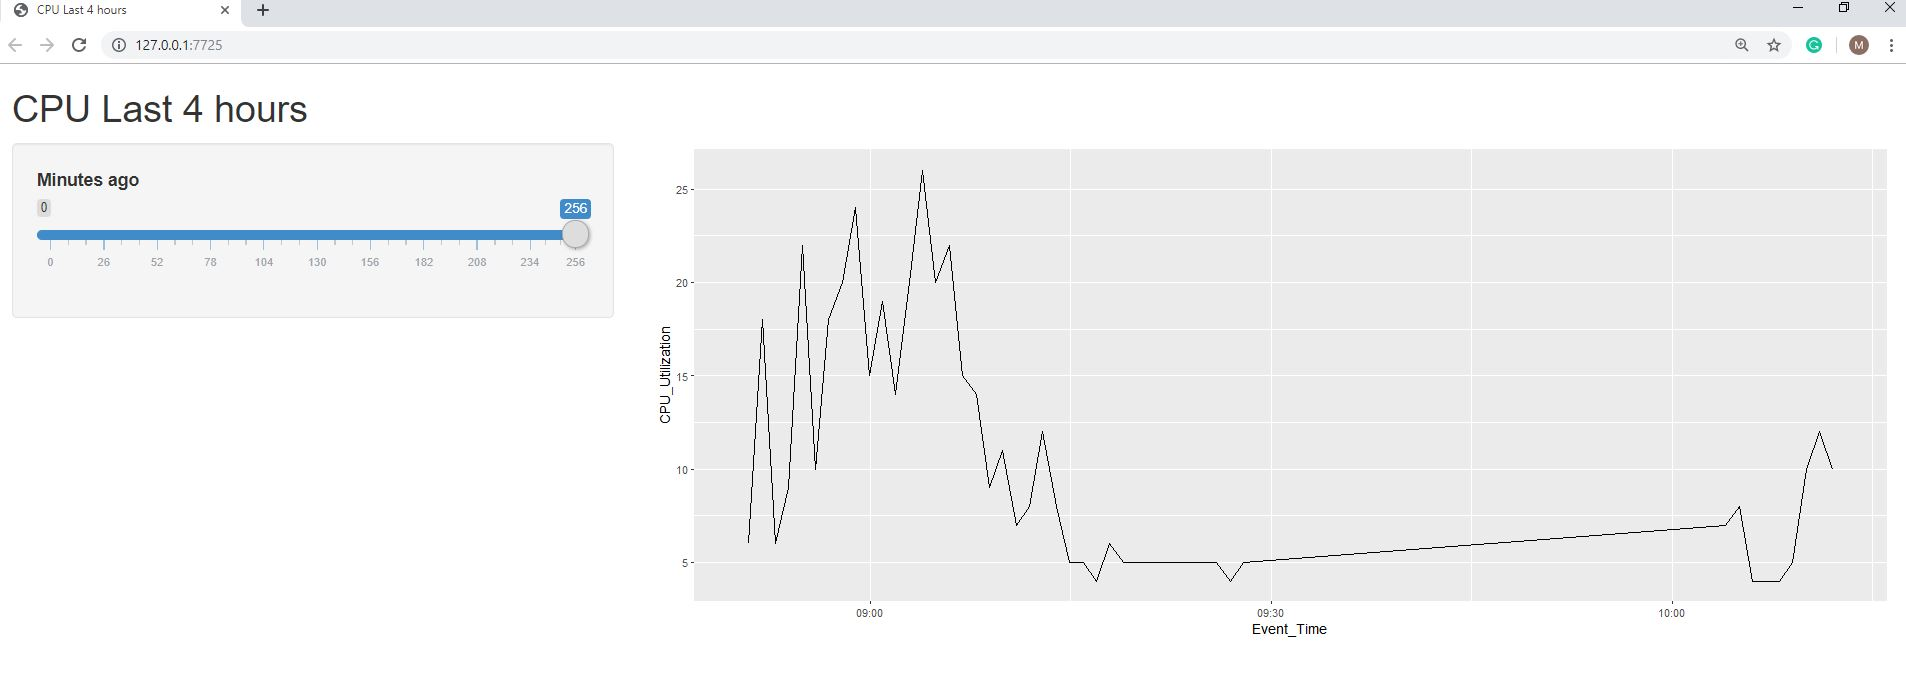 CPU Last 4 hours
127.0.0.1:7725
M
CPU Last 4 hours
Minutes ago
0
256
0 26 52 78 104 130 156 182 208 234 256
CPU_Utilization
25
20
15
10
5
09:00 09:30 10:00
Event_Time